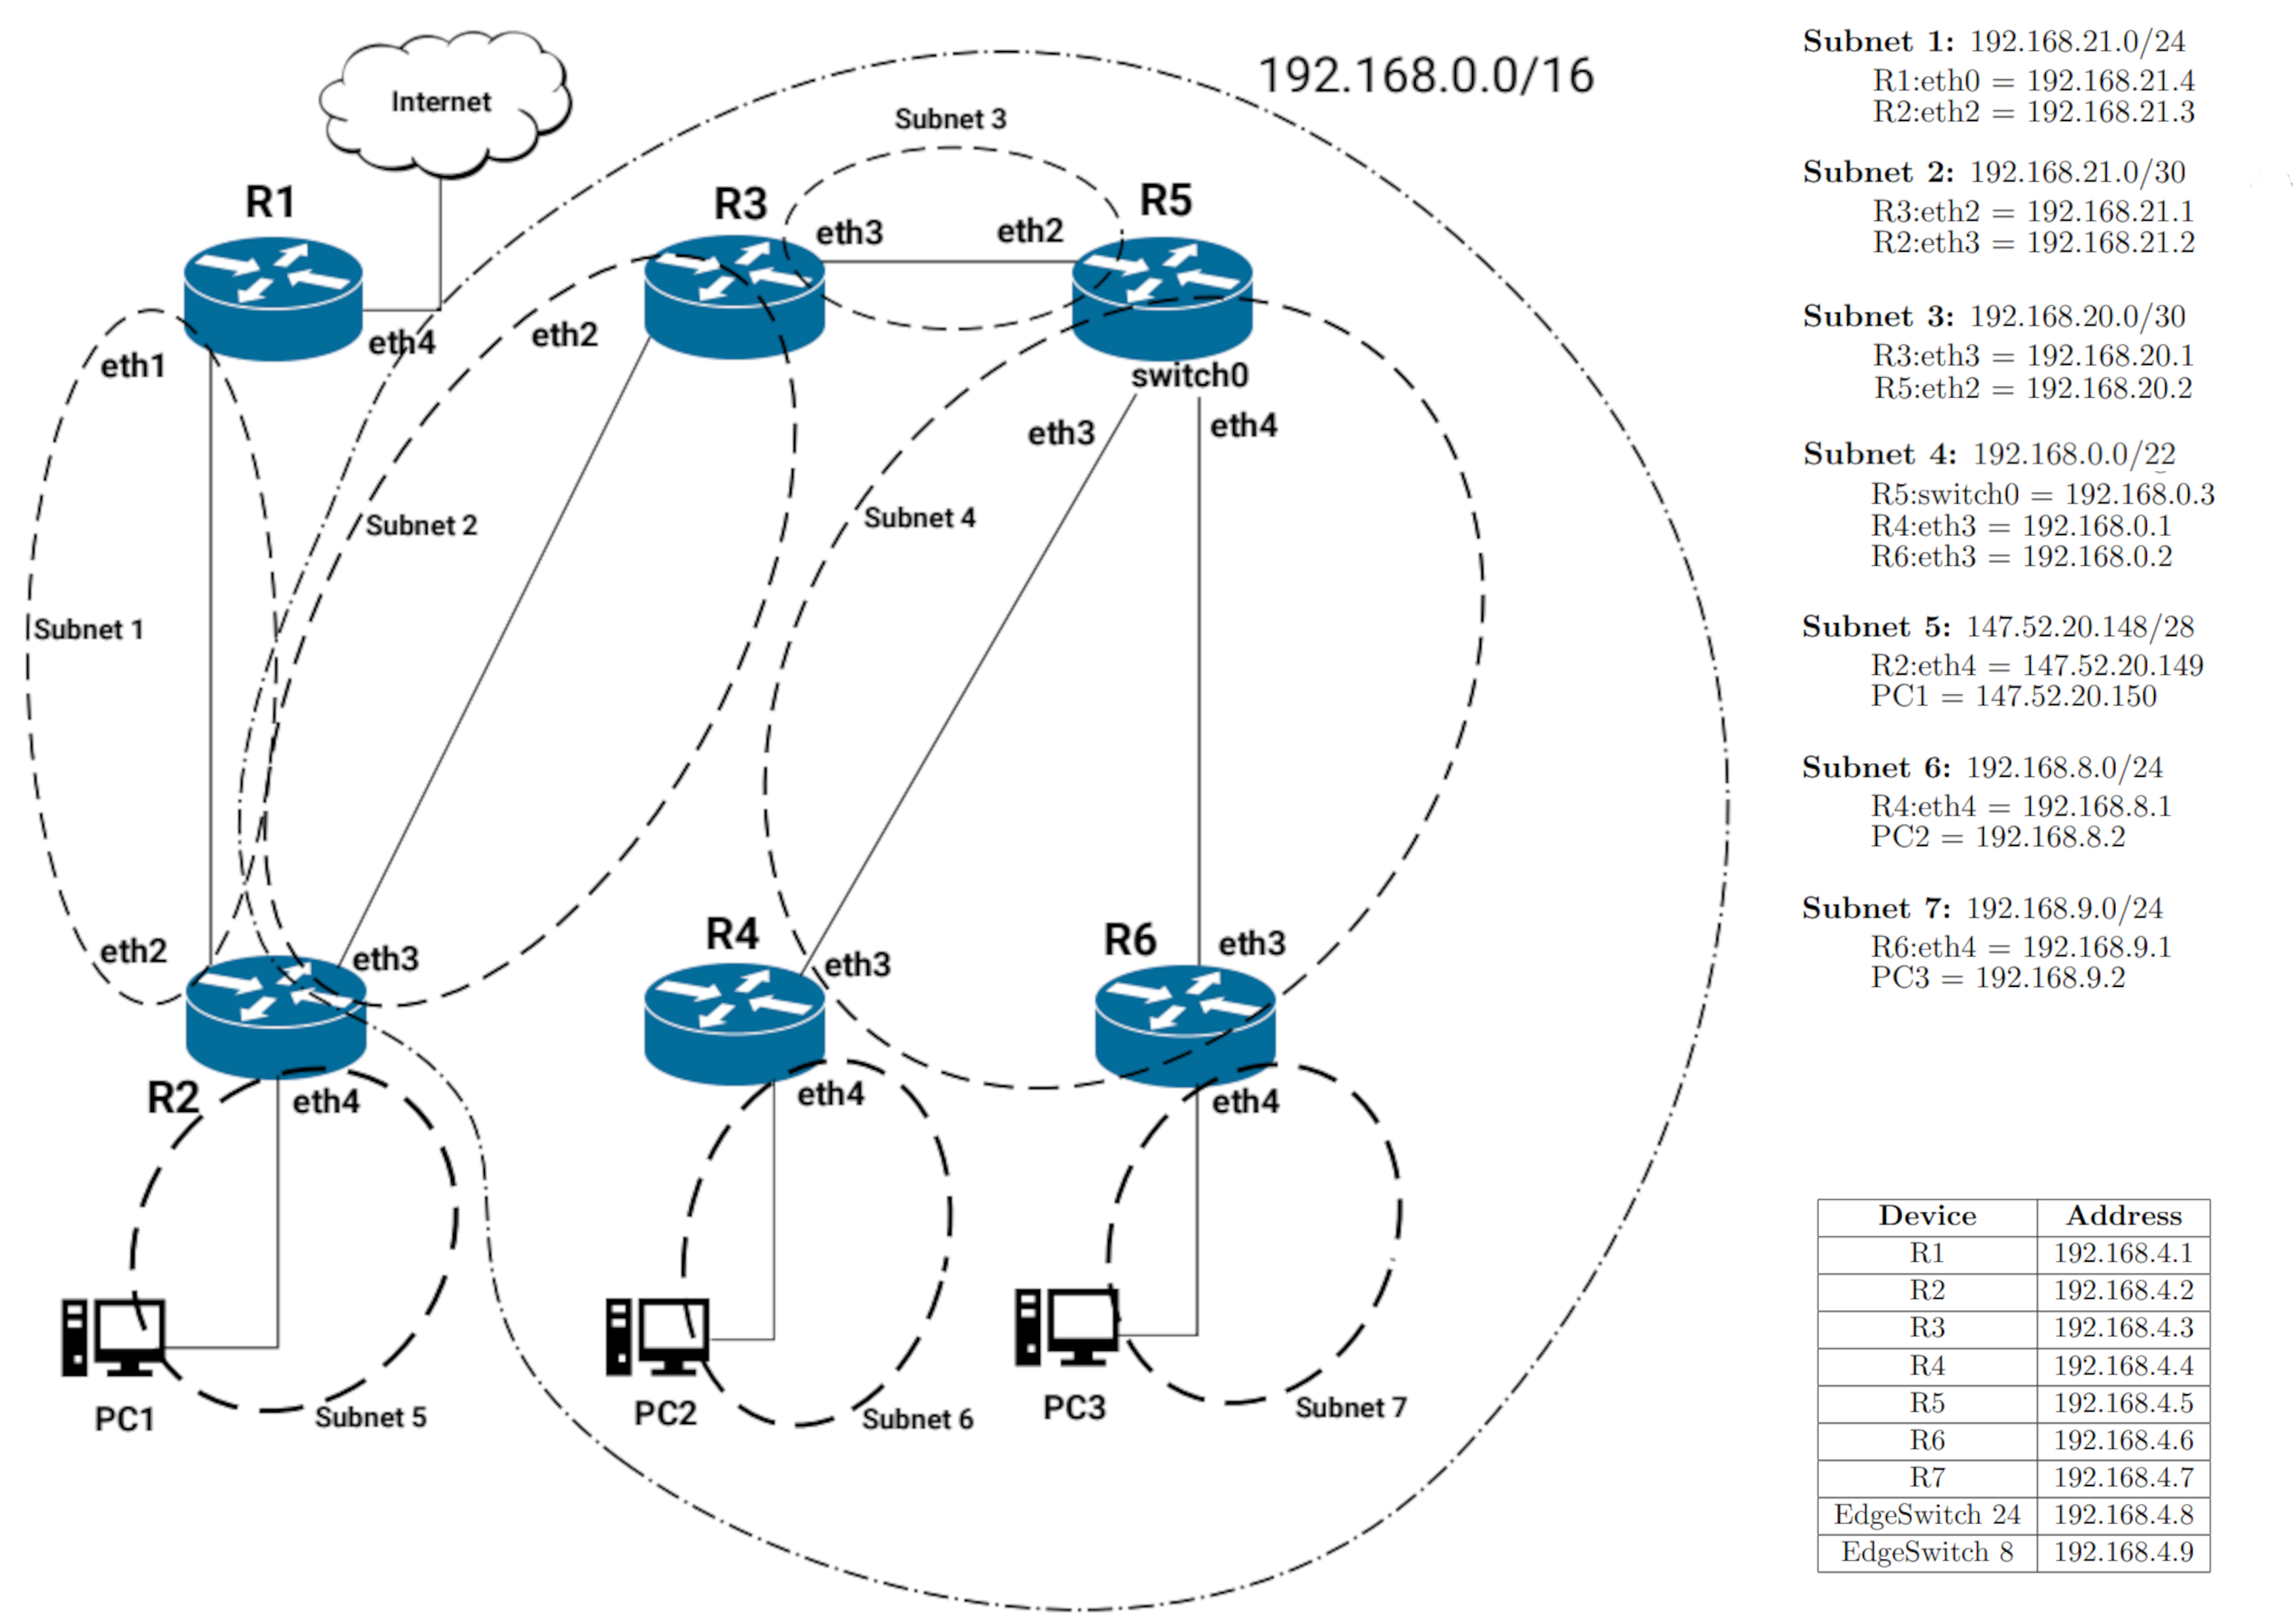 Internet
192.168.0.0/16
Subnet 3
R1
R3
R5
eth3
eth2
eth1
eth4
eth2
switch0
eth3
eth4
Subnet 2
Subnet 4
Subnet 1
eth2
eth3
R4
eth3
R6
eth3
R2
eth4
eth4
eth4
PC1
Subnet 5
PC2
Subnet 6
PC3
Subnet 7
Subnet 1: 192.168.21.0/24
R1:eth0 = 192.168.21.4
R2:eth2 = 192.168.21.3
Subnet 2: 192.168.21.0/30
R3:eth2 = 192.168.21.1
R2:eth3 = 192.168.21.2
Subnet 3: 192.168.20.0/30
R3:eth3 = 192.168.20.1
R5:eth2 = 192.168.20.2
Subnet 4: 192.168.0.0/22
R5:switch0 = 192.168.0.3
R4:eth3 = 192.168.0.1
R6:eth3 = 192.168.0.2
Subnet 5: 147.52.20.148/28
R2:eth4 = 147.52.20.149
PC1 = 147.52.20.150
Subnet 6: 192.168.8.0/24
R4:eth4 = 192.168.8.1
PC2 = 192.168.8.2
Subnet 7: 192.168.9.0/24
R6:eth4 = 192.168.9.1
PC3 = 192.168.9.2
Device Address
R1 192.168.4.1
R2 192.168.4.2
R3 192.168.4.3
R4 192.168.4.4
R5 192.168.4.5
R6 192.168.4.6
R7 192.168.4.7
EdgeSwitch 24 192.168.4.8
EdgeSwitch 8 192.168.4.9